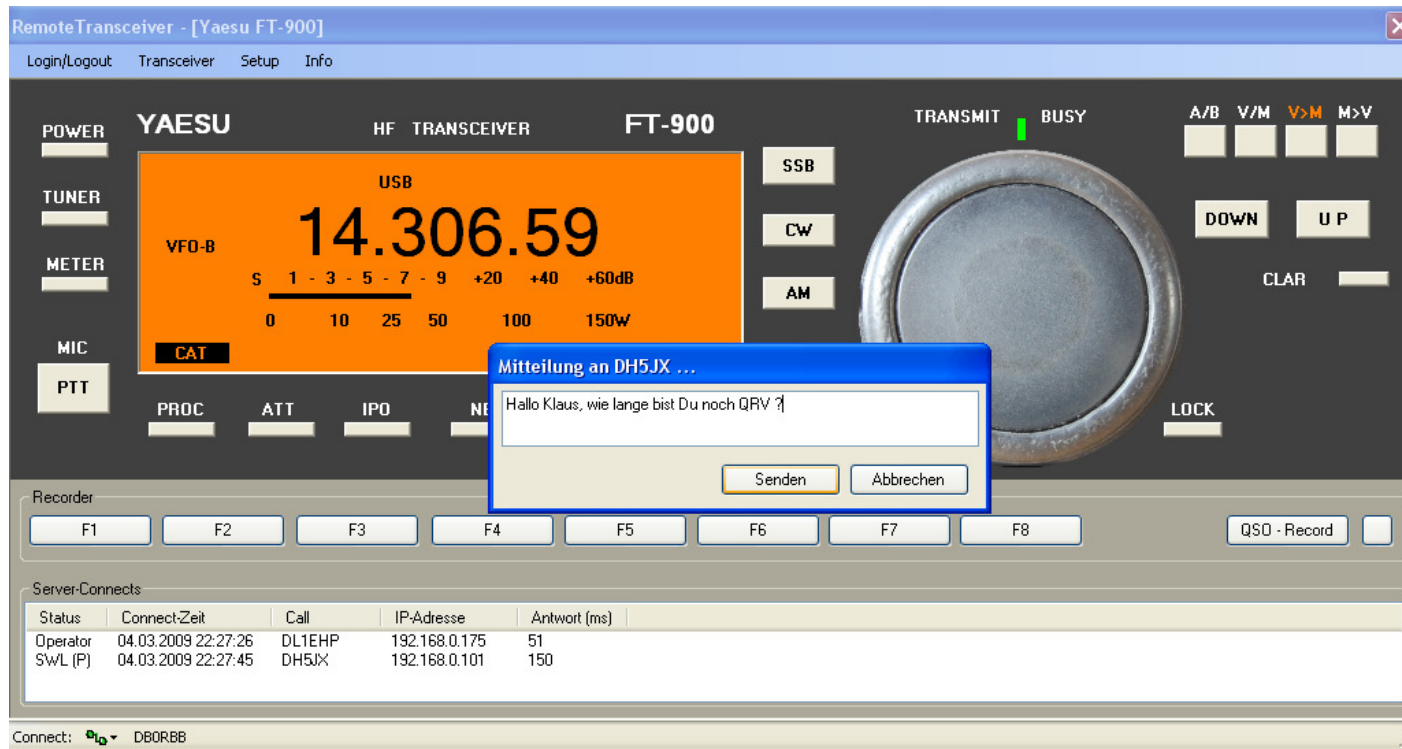 RemoteTransceiver - [Yaesu FT-900]
Login/Logout Transceiver Setup Info
POWER
TUNER
METER
MIC
PTT
YAESU HF TRANSCEIVER FT-900
USB
VFO-B 14.306.59
S 1 - 3 - 5 - 7 - 9 +20 +40 +60dB
0 10 25 50 100 150W
CAT
SSB
CW
AM
TRANSMIT BUSY
A/B V/M V>M M>V
DOWN U P
CLAR
LOCK
PROC ATT IPO
Mitteilung an DH5JX ...
Hallo Klaus, wie lange bist Du noch QRV ?
Senden Abbrechen
Recorder
F1 F2 F3 F4 F5 F6 F7 F8 QSO - Record
Server-Connects
Status Connect-Zeit Call IP-Adresse Antwort (ms)
Operator 04.03.2009 22:27:26 DL1EHP 192.168.0.175 51
SWL (P) 04.03.2009 22:27:45 DH5JX 192.168.0.101 150
Connect: DB0RBB